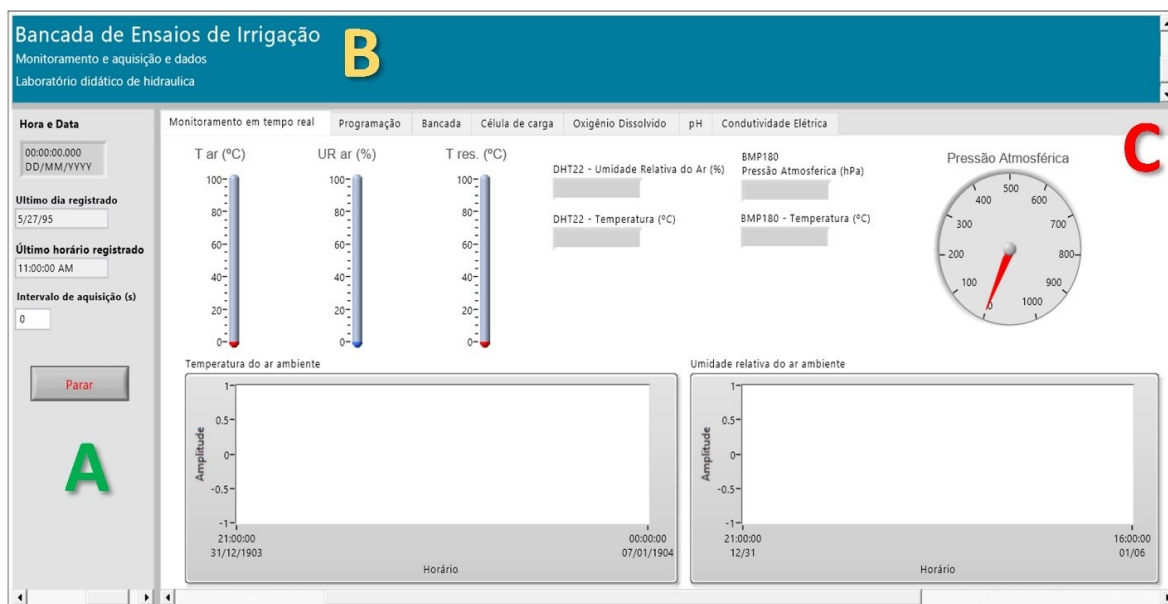 Bancada de Ensaios de Irrigação
Monitoramento e aquisição e dados
Laboratório didático de hidraulica
B
Hora e Data
00:00:00.000
DD/MM/YYYY
Ultimo dia registrado
5/27/95
Último horário registrado
11:00:00 AM
Intervalo de aquisição (s)
0
Parar
A
Monitoramento em tempo real Programação Bancada Célula de carga Oxigênio Dissolvido pH Condutividade Elétrica
C
T ar (ºC) UR ar (%) T res. (ºC)
100 100 100
80 80 80
60 60 60
40 40 40
20 20 20
0 0 0
DHT22 - Umidade Relativa do Ar (%)
DHT22 - Temperatura (ºC)
BMP180
Pressão Atmosferica (hPa)
BMP180 - Temperatura (ºC)
Pressão Atmosférica
0 100 200 300 400 500 600 700 800 900 1000
Temperatura do ar ambiente
Amplitude
1
0.5
0
-0.5
-1
21:00:00 00:00:00
31/12/1903 07/01/1904
Horário
Umidade relativa do ar ambiente
Amplitude
1
0.5
0
-0.5
-1
21:00:00 16:00:00
12/31 01/06
Horário